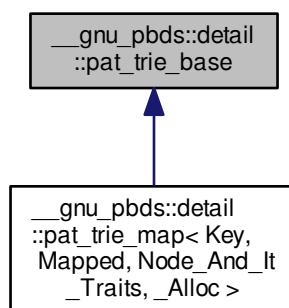 __gnu_pbds::detail
::pat_trie_base
__gnu_pbds::detail
::pat_trie_map< Key,
Mapped, Node_And_It
_Traits, _Alloc >